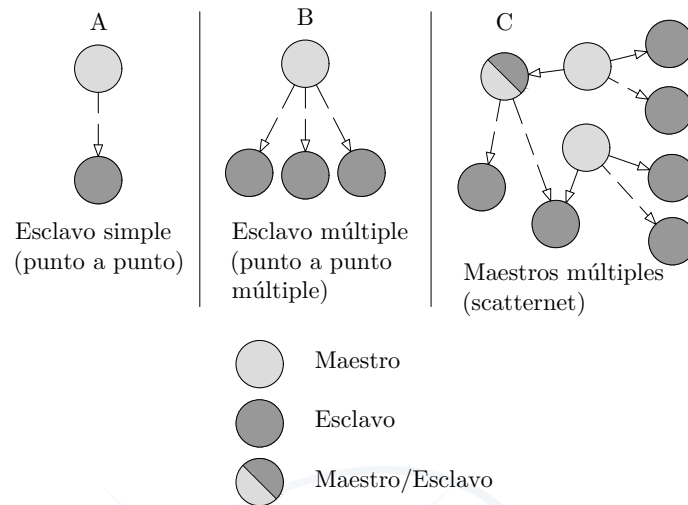 A
B
C
Esclavo simple
(punto a punto)
Esclavo múltiple
(punto a punto
múltiple)
Maestros múltiples
(scatternet)
Maestro
Esclavo
Maestro/Esclavo